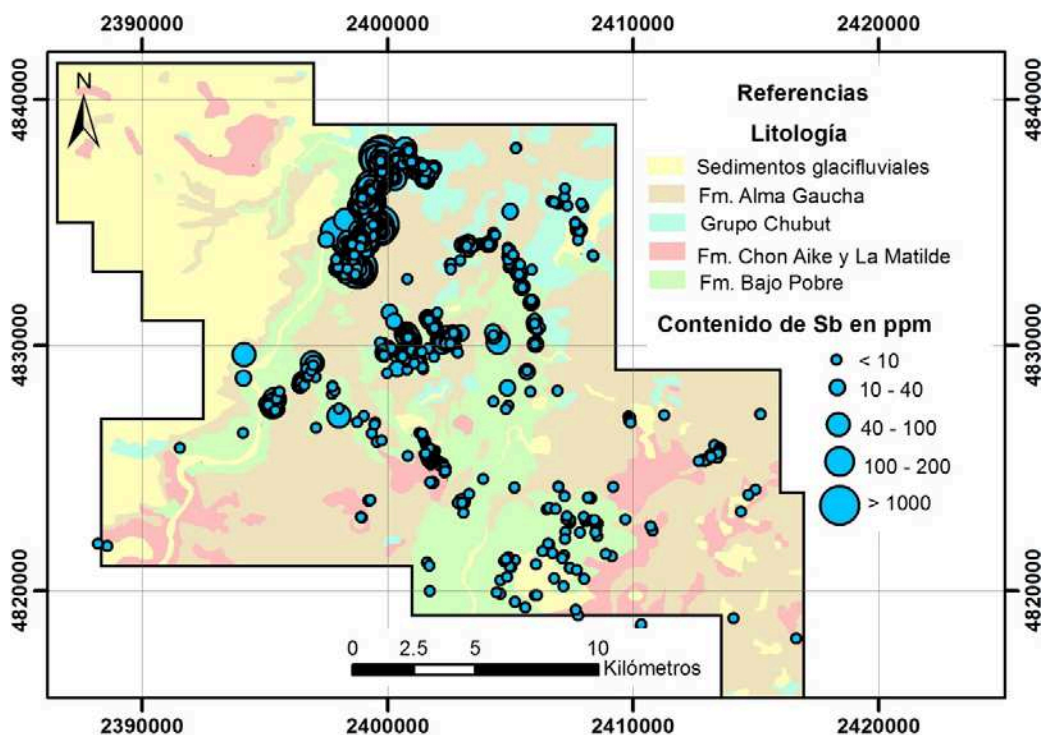 2390000 2400000 2410000 2420000
4840000 4840000
N
Referencias
Litología
Sedimentos glacifluviales
Fm. Alma Gaucha
Grupo Chubut
Fm. Chon Aike y La Matilde
Fm. Bajo Pobre
Contenido de Sb en ppm
< 10
10 - 40
40 - 100
100 - 200
> 1000
4830000 4830000
4820000 4820000
0 2.5 5 10
Kilómetros
2390000 2400000 2410000 2420000